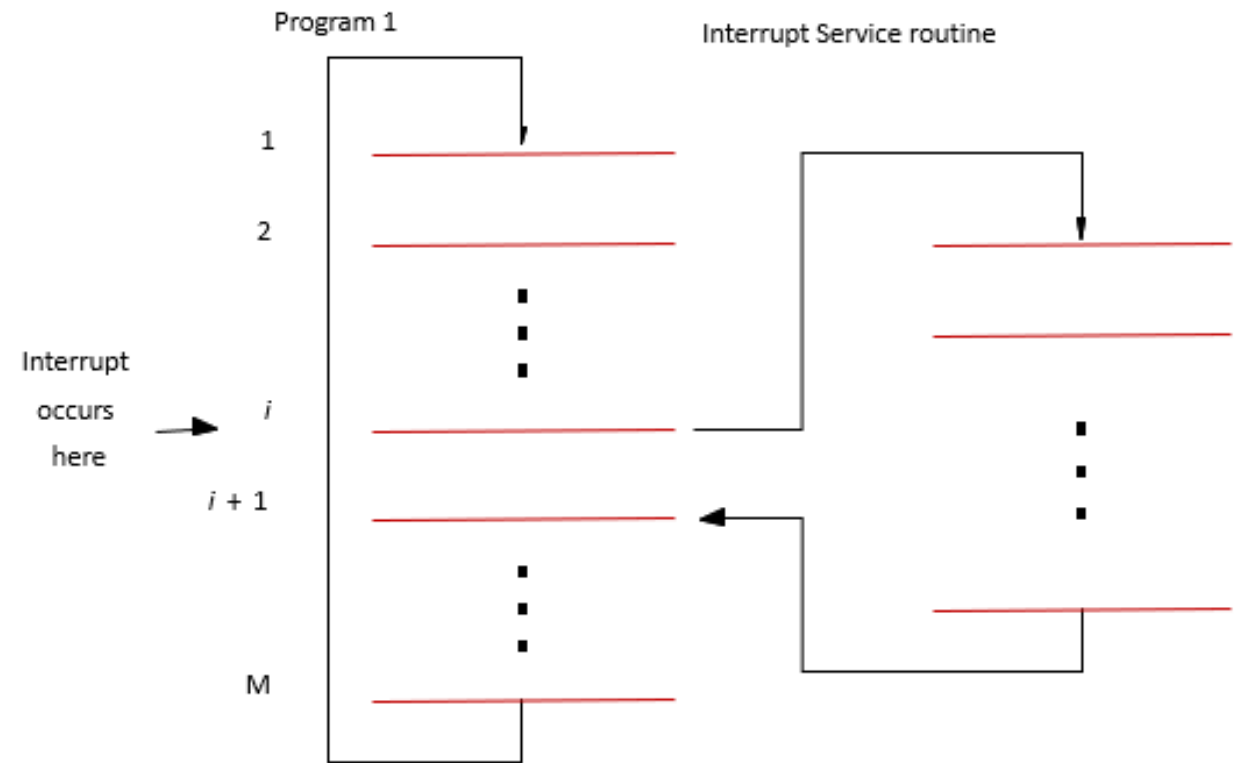 Program 1
Interrupt Service routine
1
2
Interrupt
occurs
here
i
i + 1
M